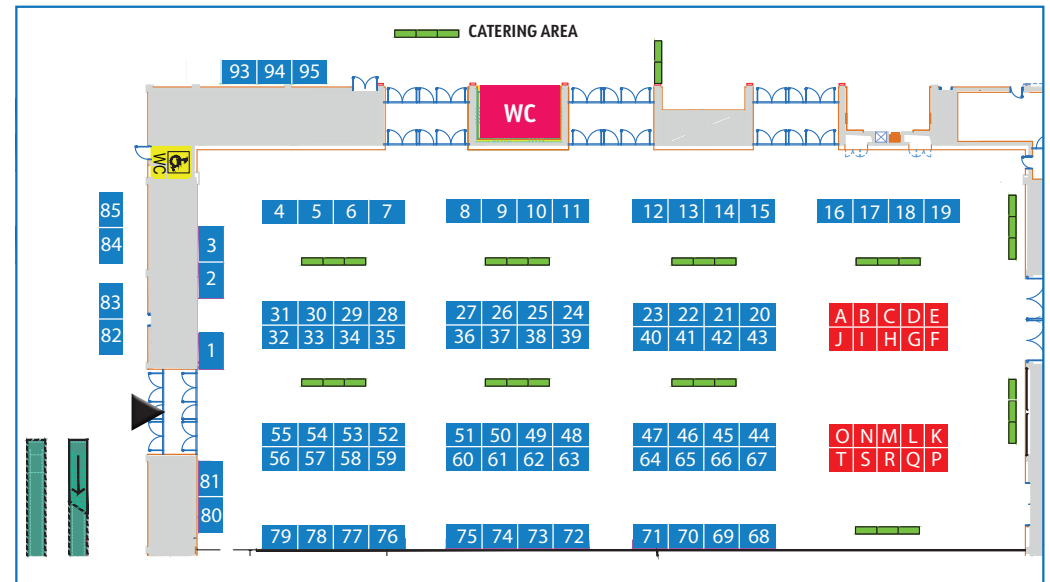 CATERING AREA
93 94 95
WC
WC
85
84
83
82
3
2
1
4 5 6 7
8 9 10 11
12 13 14 15
16 17 18 19
31 30 29 28
32 33 34 35
27 26 25 24
36 37 38 39
23 22 21 20
40 41 42 43
A B C D E
J I H G F
55 54 53 52
56 57 58 59
51 50 49 48
60 61 62 63
47 46 45 44
64 65 66 67
O N M L K
T S R Q P
81
80
79 78 77 76
75 74 73 72
71 70 69 68